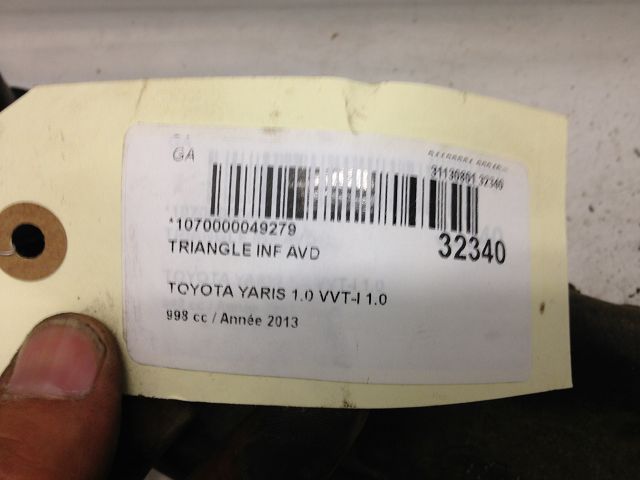 GA
31130801 32340
*1070000049279
32340
TRIANGLE INF AVD
TOYOTA YARIS 1.0 VVT-I 1.0
998 cc / Année 2013